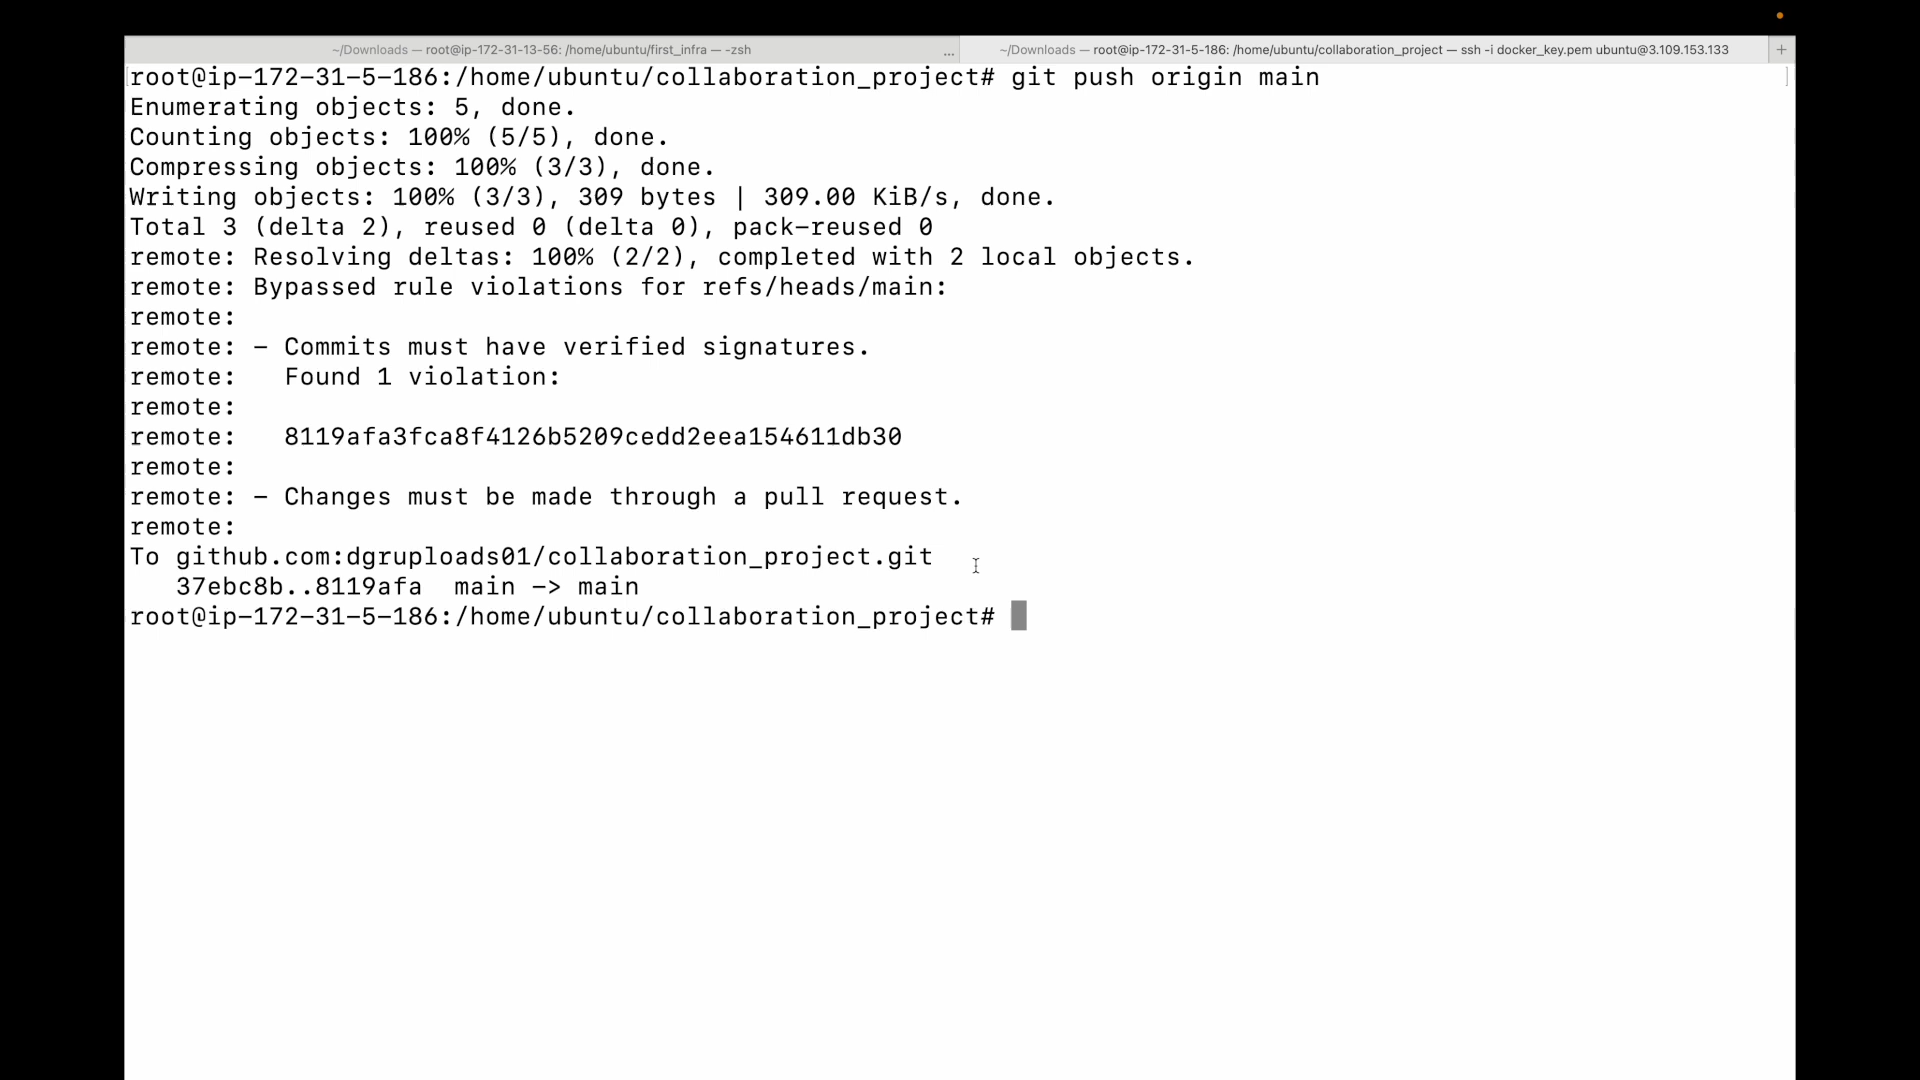 ~/Downloads — root@ip-172-31-13-56: /home/ubuntu/first_infra — -zsh ... ~/Downloads — root@ip-172-31-5-186: /home/ubuntu/collaboration_project — ssh -i docker_key.pem ubuntu@3.109.153.133 +
root@ip-172-31-5-186:/home/ubuntu/collaboration_project# git push origin main
Enumerating objects: 5, done.
Counting objects: 100% (5/5), done.
Compressing objects: 100% (3/3), done.
Writing objects: 100% (3/3), 309 bytes | 309.00 KiB/s, done.
Total 3 (delta 2), reused 0 (delta 0), pack-reused 0
remote: Resolving deltas: 100% (2/2), completed with 2 local objects.
remote: Bypassed rule violations for refs/heads/main:
remote:
remote: - Commits must have verified signatures.
remote:   Found 1 violation:
remote:
remote:   8119afa3fca8f4126b5209cedd2eea154611db30
remote:
remote: - Changes must be made through a pull request.
remote:
To github.com:dgruploads01/collaboration_project.git
   37ebc8b..8119afa  main -> main
root@ip-172-31-5-186:/home/ubuntu/collaboration_project#